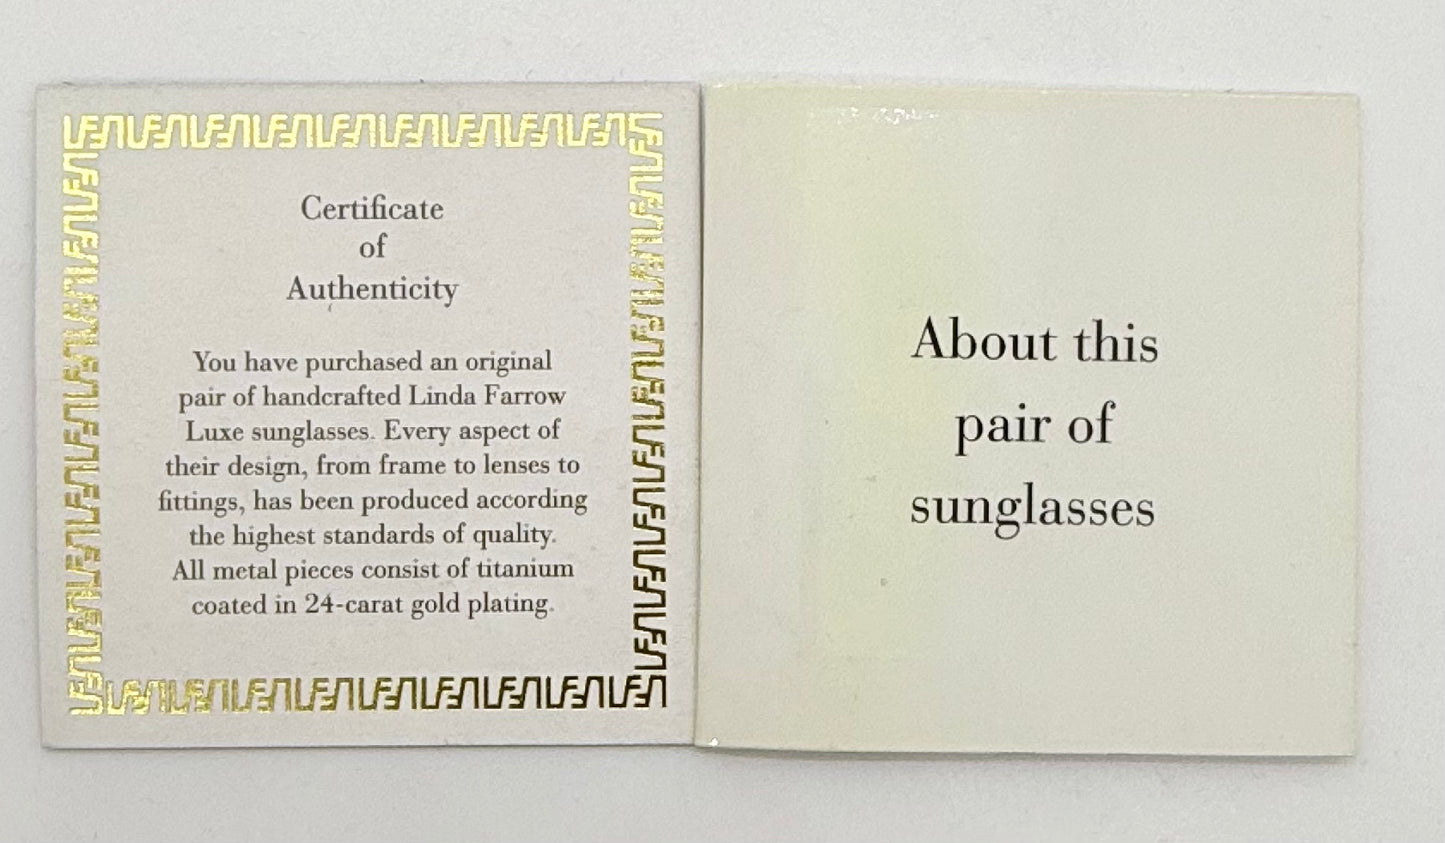 Certificate
of
Authenticity
You have purchased an original
pair of handcrafted Linda Farrow
Luxe sunglasses. Every aspect of
their design, from frame to lenses to
fittings, has been produced according
the highest standards of quality.
All metal pieces consist of titanium
coated in 24-carat gold plating.
About this
pair of
sunglasses